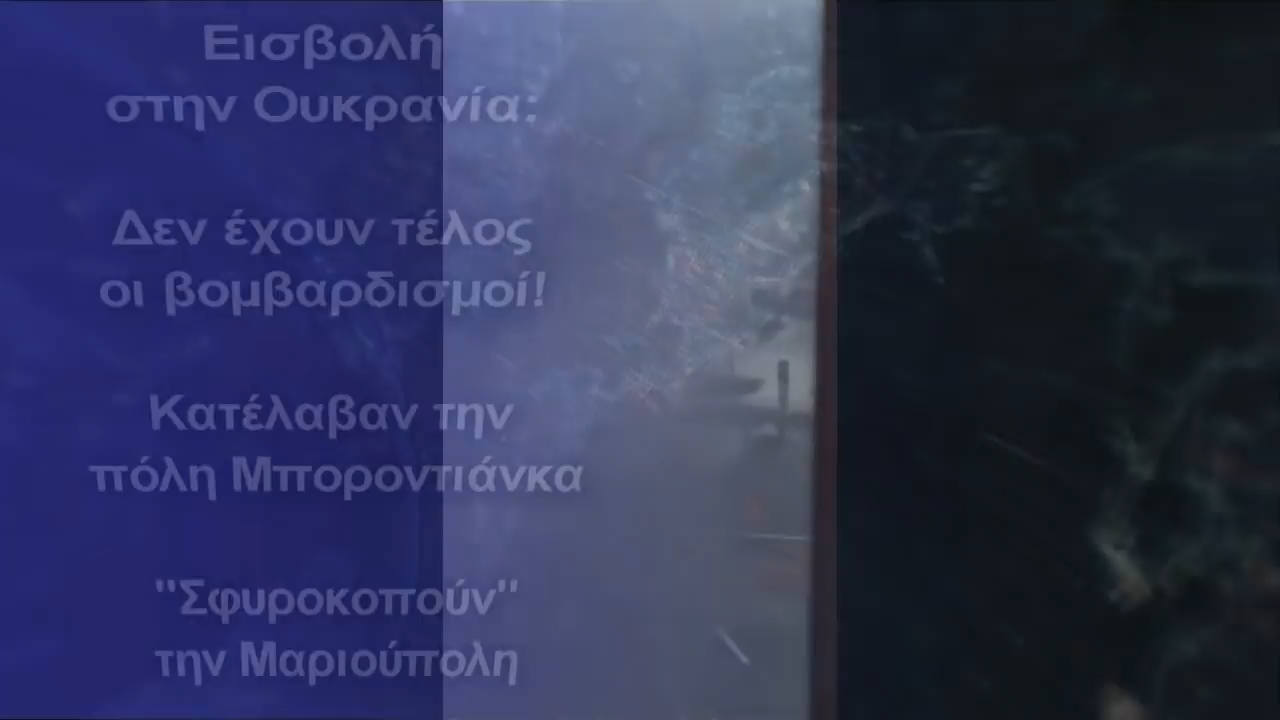 Εισβολή
στην Ουκρανία:
Δεν έχουν τέλος
οι βομβαρδισμοί!
Κατέλαβαν την
πόλη Μποροντιάνκα
"Σφυροκοπούν"
την Μαριούπολη